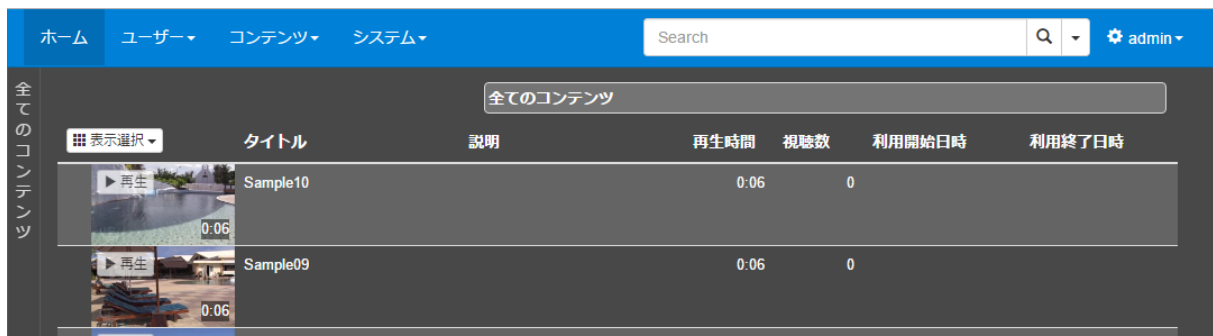 ホーム ユーザー コンテンツ システム Search admin
全てのコンテンツ
全てのコンテンツ
表示選択 タイトル 説明 再生時間 視聴数 利用開始日時 利用終了日時
再生 Sample10 0:06 0
0:06
再生 Sample09 0:06 0
0:06